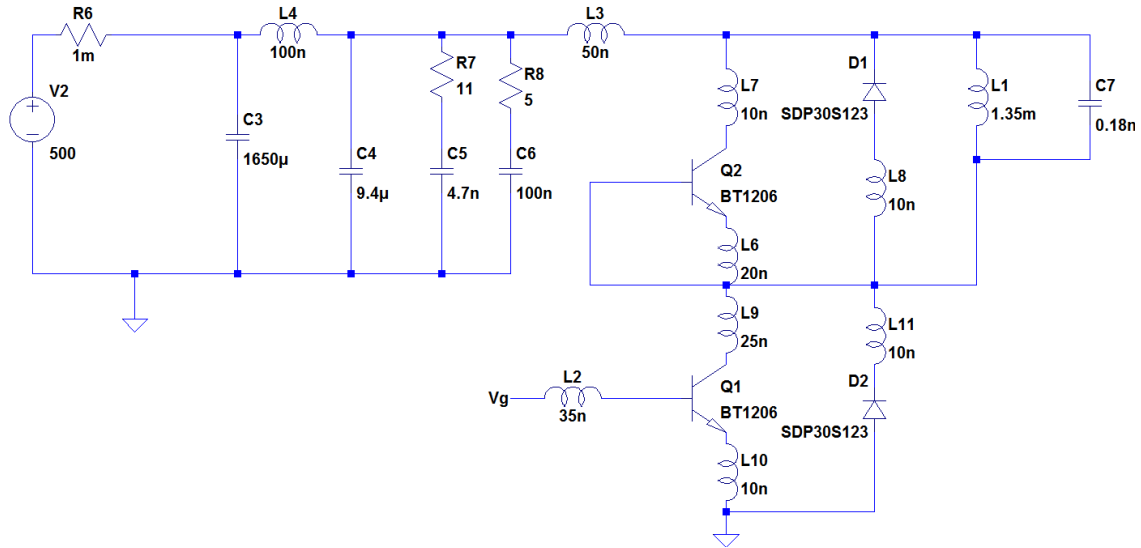 R6
1m
L4
100n
L3
50n
V2
500
C3
1650µ
C4
9.4µ
R7
11
C5
4.7n
R8
5
C6
100n
L7
10n
Q2
BT1206
L6
20n
D1
SDP30S123
L8
10n
L1
1.35m
C7
0.18n
L9
25n
L11
10n
Vg
L2
35n
Q1
BT1206
D2
SDP30S123
L10
10n